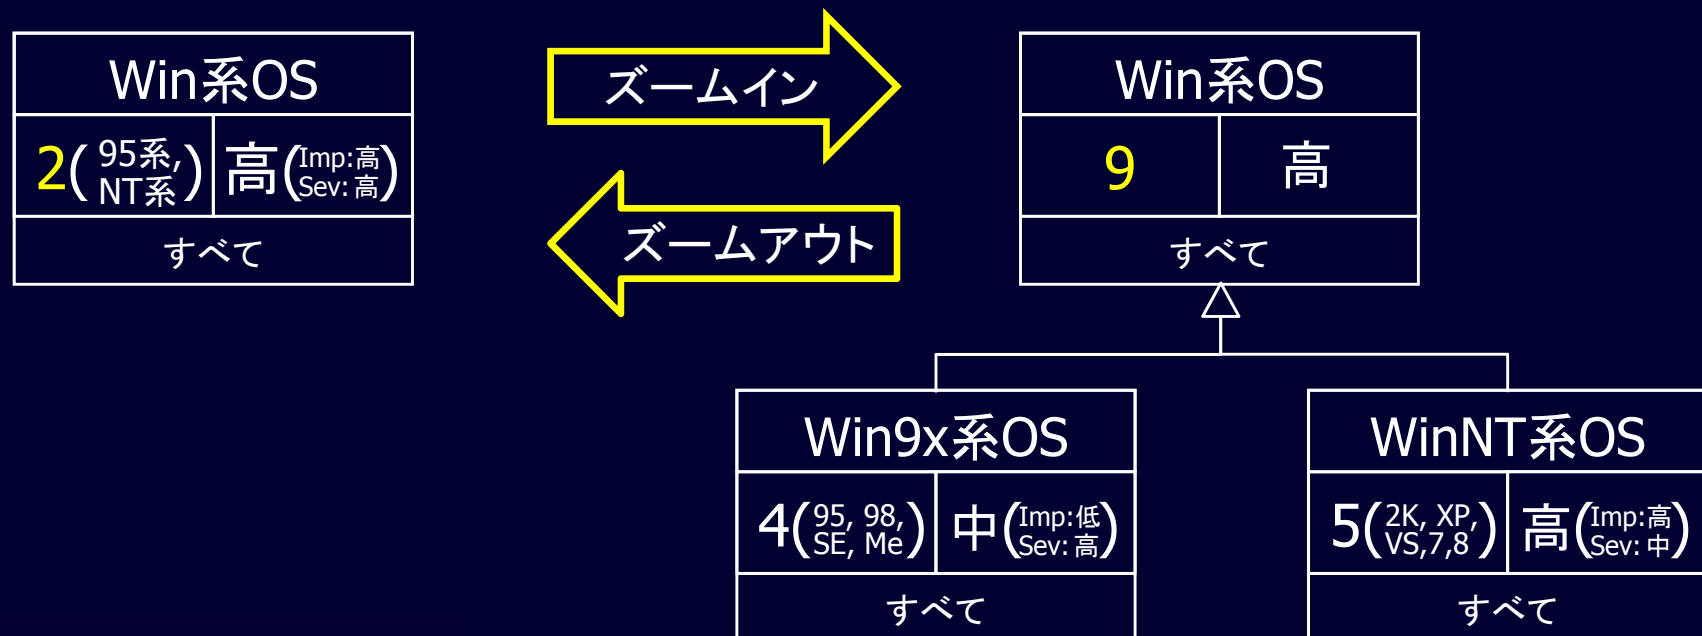 Win系OS
2(95系,
NT系)
高(Imp:高
Sev:高)
すべて
ズームイン
ズームアウト
Win系OS
9
高
すべて
Win9x系OS
4(95, 98,
SE, Me)
中(Imp:低
Sev:高)
すべて
WinNT系OS
5(2K, XP,
VS,7,8)
高(Imp:高
Sev:中)
すべて